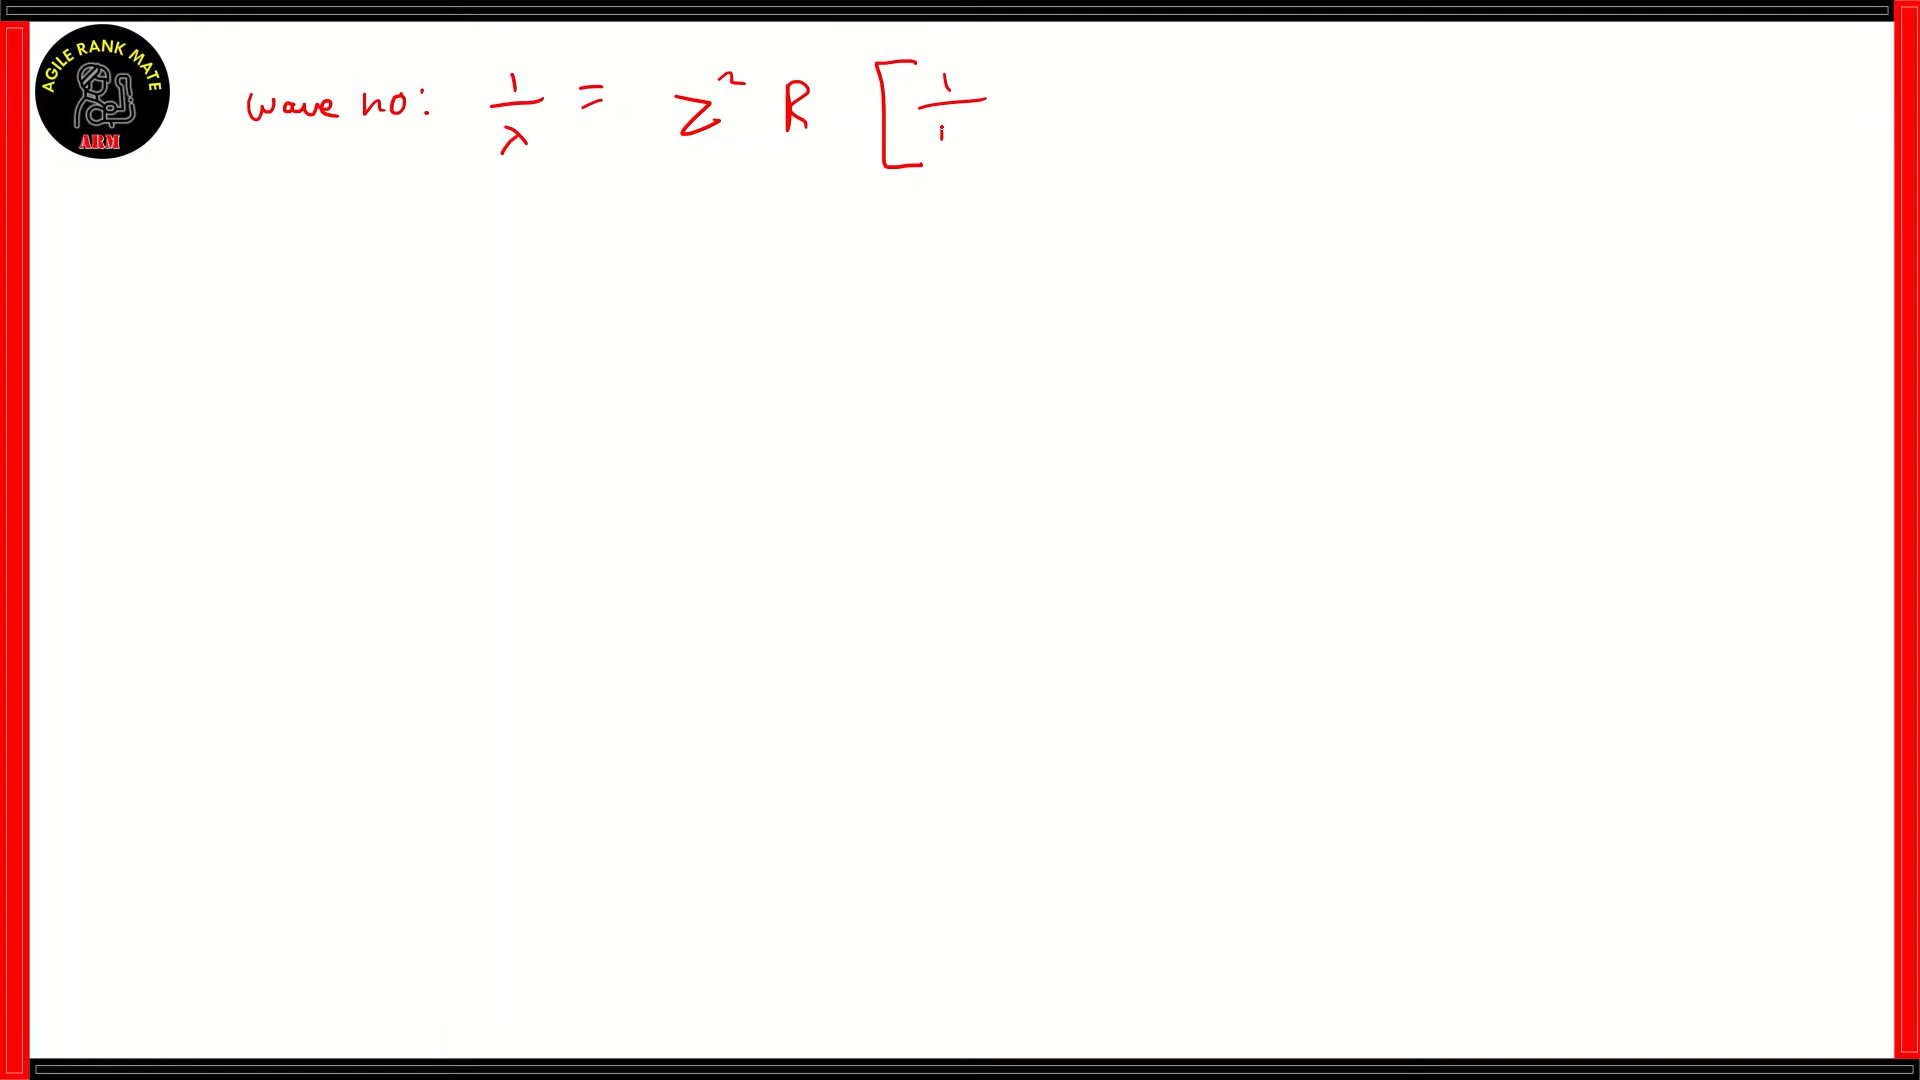 AGILE RANK MATE
ARM
wave no: 1/λ = Z² R [ 1/